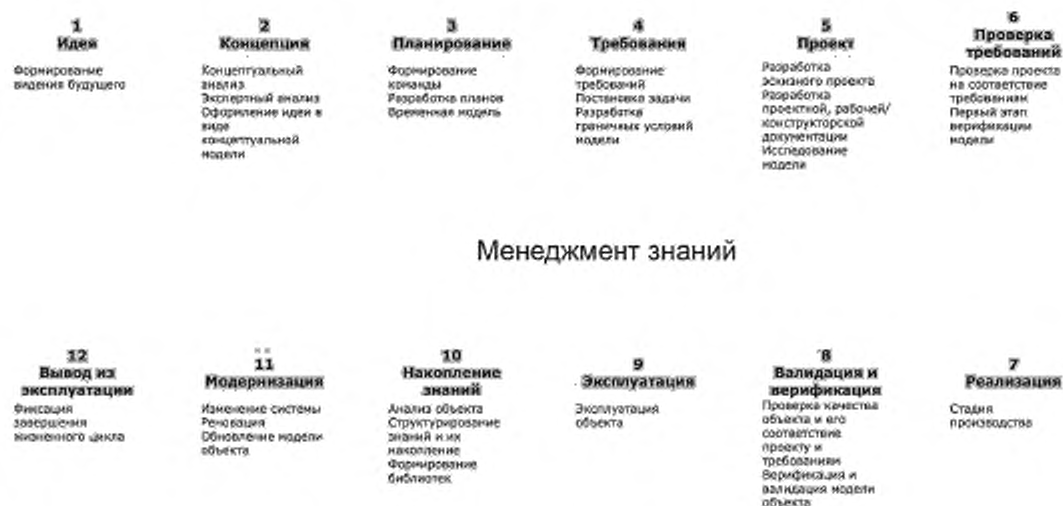 1
Идея
Формирование
видения будущего
2
Концепция
Концептуальный
анализ
Экспертный анализ
Оформление идеи в
виде
концептуальной
модели
3
Планирование
Формирование
команды
Разработка планов
Временная модель
4
Требования
Формирование
требований
Постановка задачи
Разработка
граничных условий
модели
5
Проект
Разработка
эскизного проекта
Разработка
проектной, рабочей/
конструкторской
документации
Исследование
модели
6
Проверка
требований
Проверка проекта
на соответствие
требованиям
Первый этап
верификации
модели
Менеджмент знаний
12
Вывод из
эксплуатации
Фиксация
завершения
жизненного цикла
11
Модернизация
Изменение системы
Реновация
Обновление модели
объекта
10
Накопление
знаний
Анализ объекта
Структурирование
знаний и их
накопление
Формирование
библиотек
9
Эксплуатация
Эксплуатация
объекта
8
Валидация и
верификация
Проверка качества
объекта и его
соответствие
проекту и
требованиям
Верификация и
валидация модели
объекта
7
Реализация
Стадия
производства